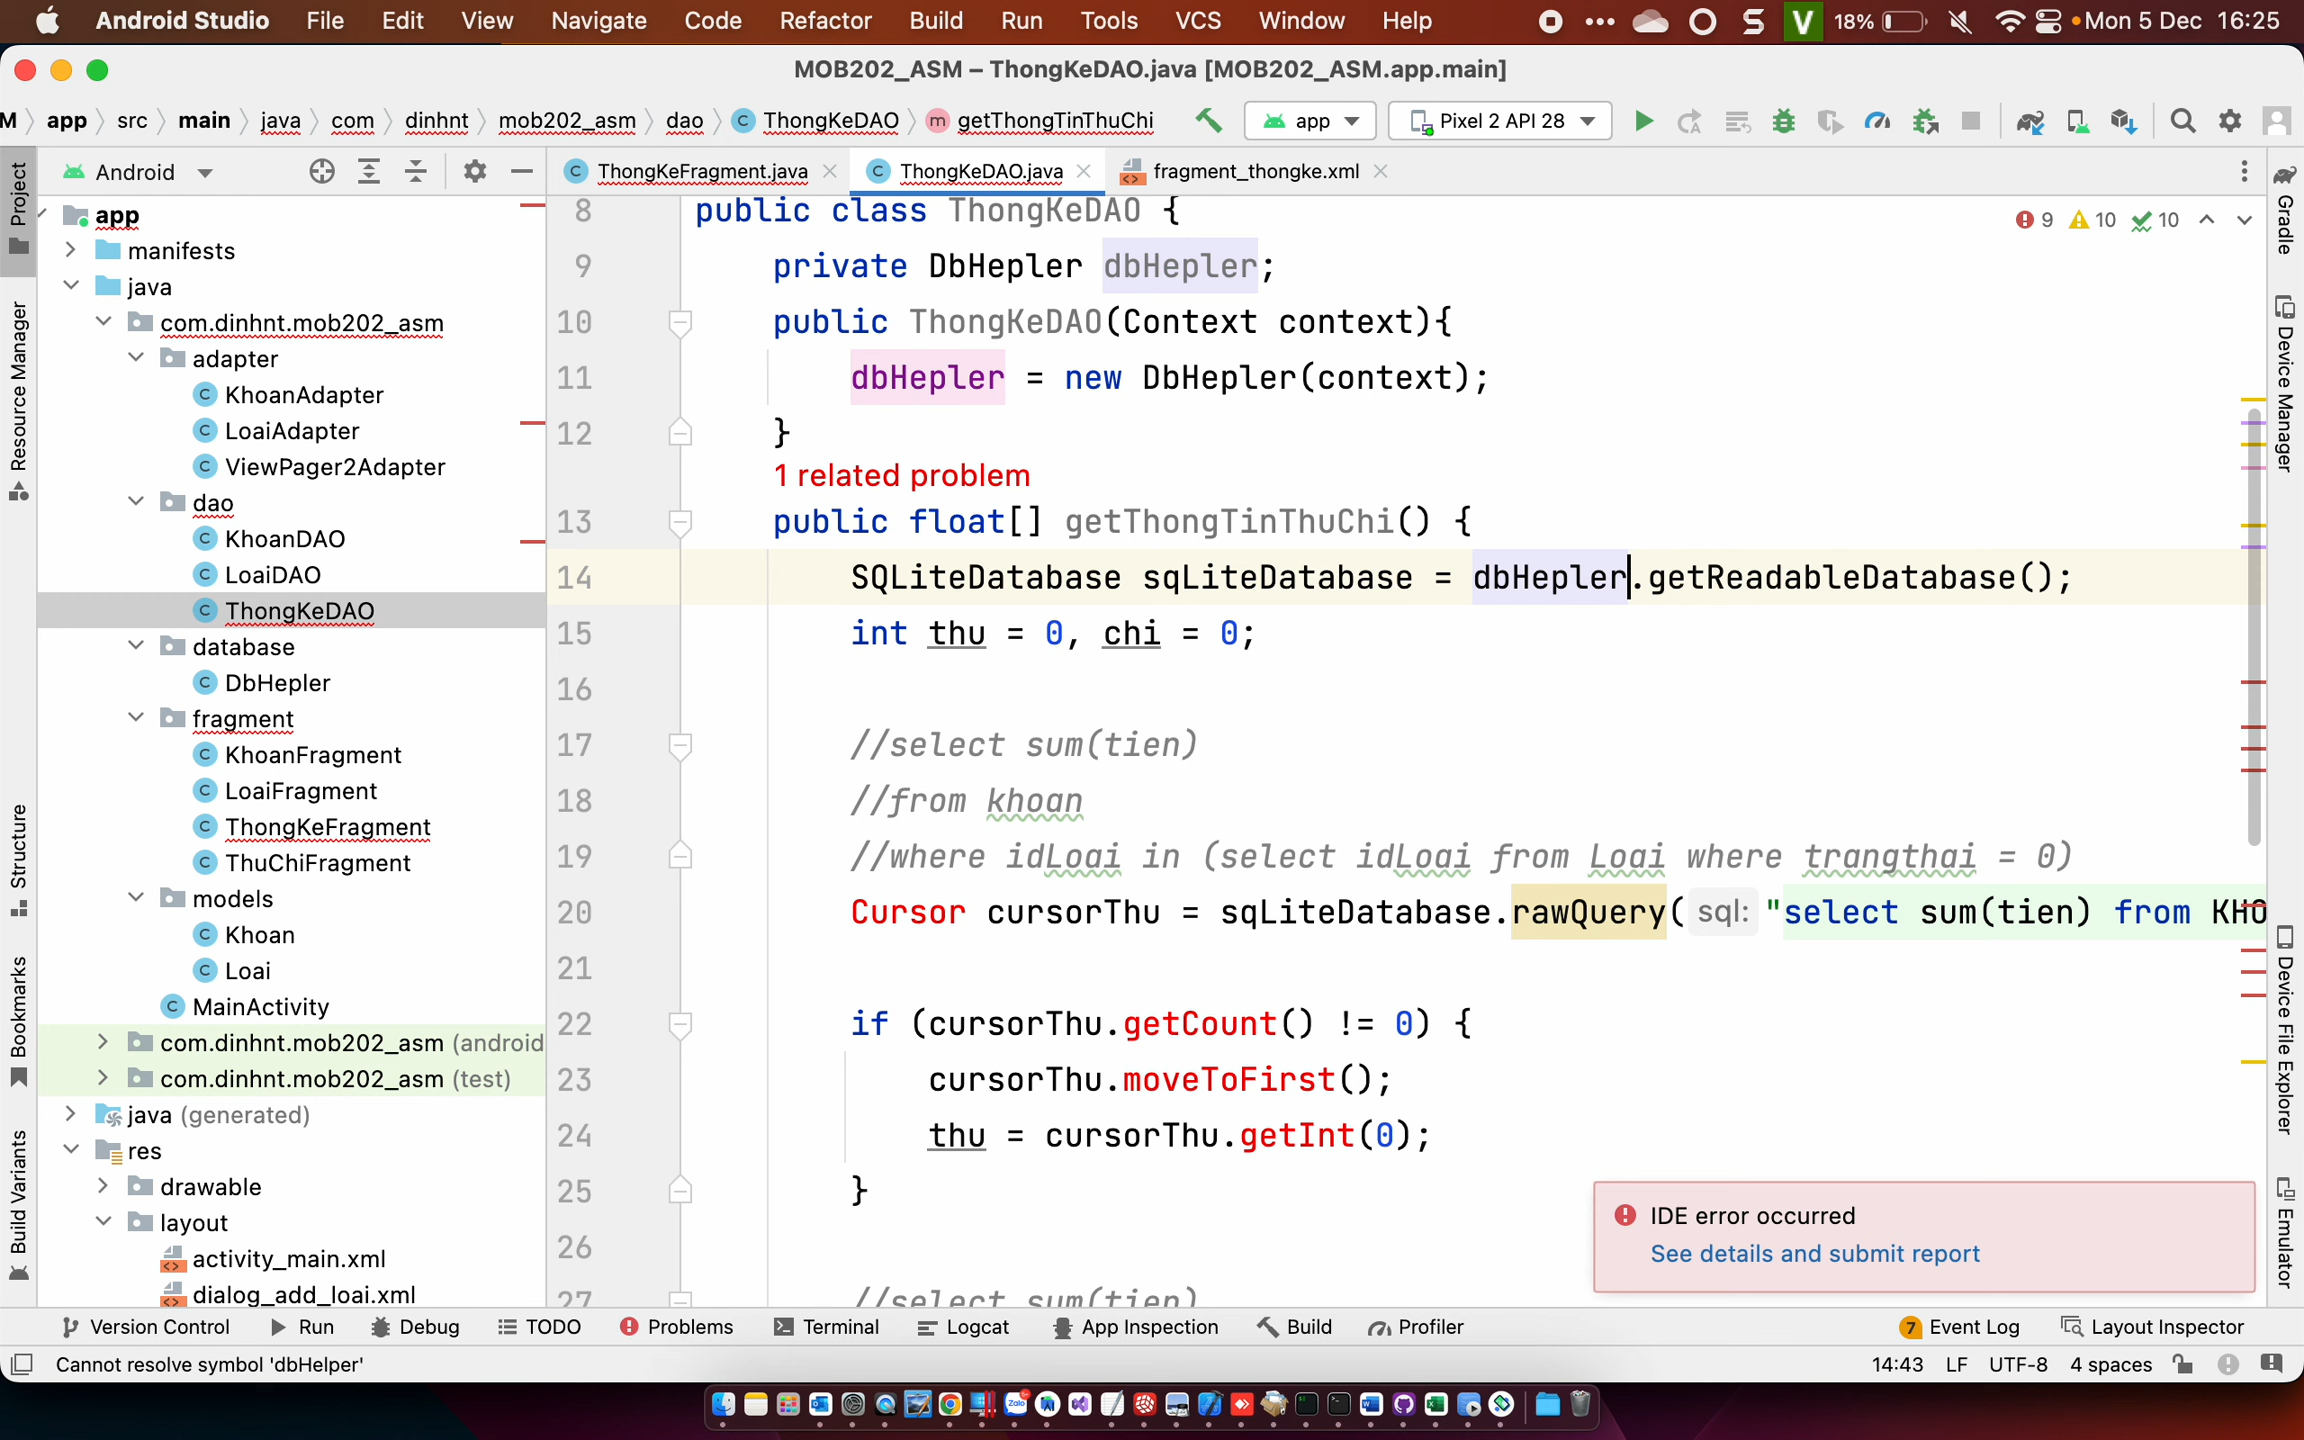 Android Studio File Edit View Navigate Code Refactor Build Run Tools VCS Window Help S V 18% Mon 5 Dec 16:25
MOB202_ASM – ThongKeDAO.java [MOB202_ASM.app.main]
M app src main java com dinhnt mob202_asm dao C ThongKeDAO m getThongTinThuChi app Pixel 2 API 28
Android
C ThongKeFragment.java C ThongKeDAO.java fragment_thongke.xml
Project
Resource Manager
Structure
Bookmarks
Build Variants
app
manifests
java
com.dinhnt.mob202_asm
adapter
C KhoanAdapter
C LoaiAdapter
C ViewPager2Adapter
dao
C KhoanDAO
C LoaiDAO
C ThongKeDAO
database
C DbHepler
fragment
C KhoanFragment
C LoaiFragment
C ThongKeFragment
C ThuChiFragment
models
C Khoan
C Loai
C MainActivity
com.dinhnt.mob202_asm (android
com.dinhnt.mob202_asm (test)
java (generated)
res
drawable
layout
activity_main.xml
dialog_add_loai.xml
9 10 10
8 public class ThongKeDAO {
9 private DbHepler dbHepler;
10 public ThongKeDAO(Context context){
11 dbHepler = new DbHepler(context);
12 }
1 related problem
13 public float[] getThongTinThuChi() {
14 SQLiteDatabase sqLiteDatabase = dbHepler.getReadableDatabase();
15 int thu = 0, chi = 0;
16
17 //select sum(tien)
18 //from khoan
19 //where idLoai in (select idLoai from Loai where trangthai = 0)
20 Cursor cursorThu = sqLiteDatabase.rawQuery( sql: "select sum(tien) from KHO
21
22 if (cursorThu.getCount() != 0) {
23 cursorThu.moveToFirst();
24 thu = cursorThu.getInt(0);
25 }
26
27 //select sum(tien)
IDE error occurred
See details and submit report
Gradle
Device Manager
Device File Explorer
Emulator
Version Control Run Debug TODO Problems Terminal Logcat App Inspection Build Profiler 7 Event Log Layout Inspector
Cannot resolve symbol 'dbHelper' 14:43 LF UTF-8 4 spaces
Zalo